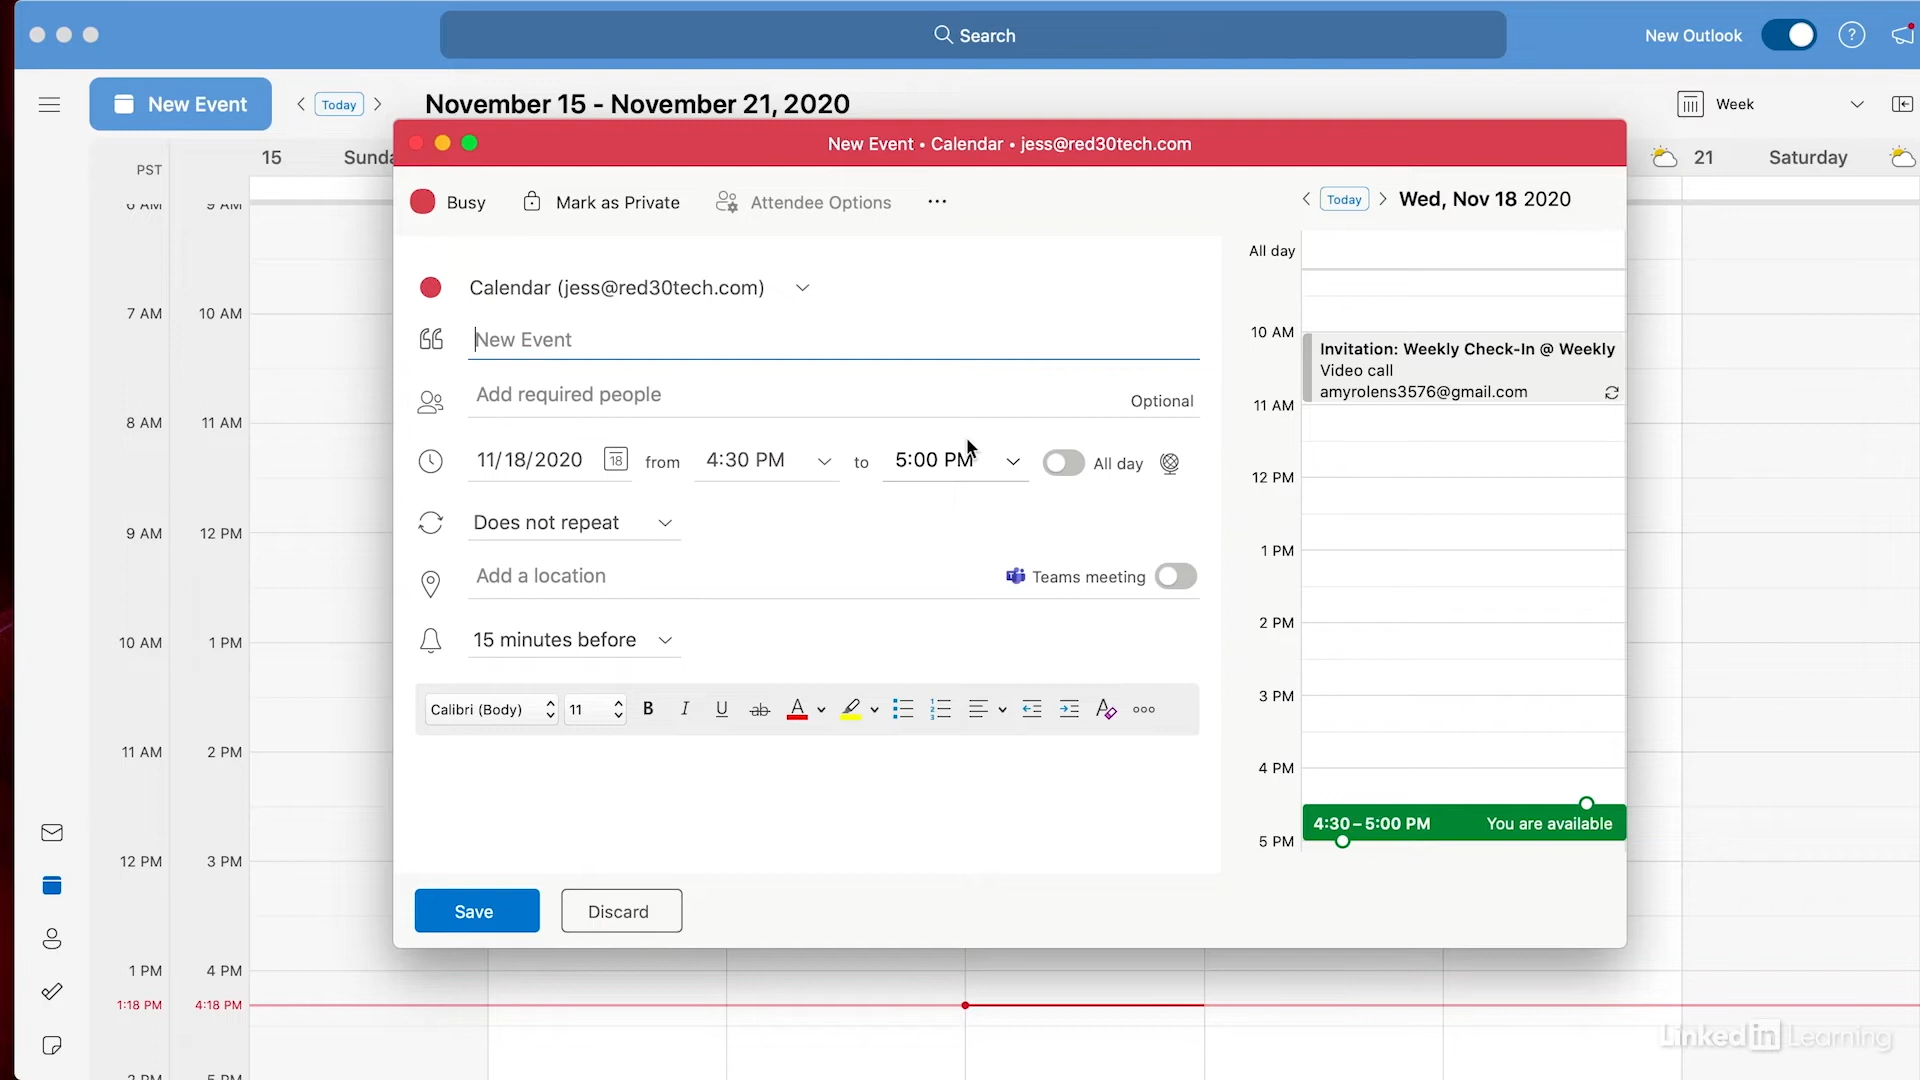 Search
New Outlook
New Event
Today
November 15 - November 21, 2020
Week
New Event • Calendar • jess@red30tech.com
15
21
Saturday
PST
Busy
Mark as Private
Attendee Options
Today
Wed, Nov 18 2020
All day
Calendar (jess@red30tech.com)
New Event
Add required people
Optional
11/18/2020
18
from
4:30 PM
to
5:00 PM
All day
Does not repeat
Add a location
Teams meeting
15 minutes before
Calibri (Body)
11
B
I
U
ab
A
10 AM
Invitation: Weekly Check-In @ Weekly
Video call
amyrolens3576@gmail.com
11 AM
12 PM
1 PM
2 PM
3 PM
4 PM
4:30 – 5:00 PM
You are available
5 PM
Save
Discard
7 AM
10 AM
8 AM
11 AM
9 AM
12 PM
10 AM
1 PM
11 AM
2 PM
12 PM
3 PM
1 PM
4 PM
1:18 PM
4:18 PM
2 PM
5 PM
LinkedIn Learning